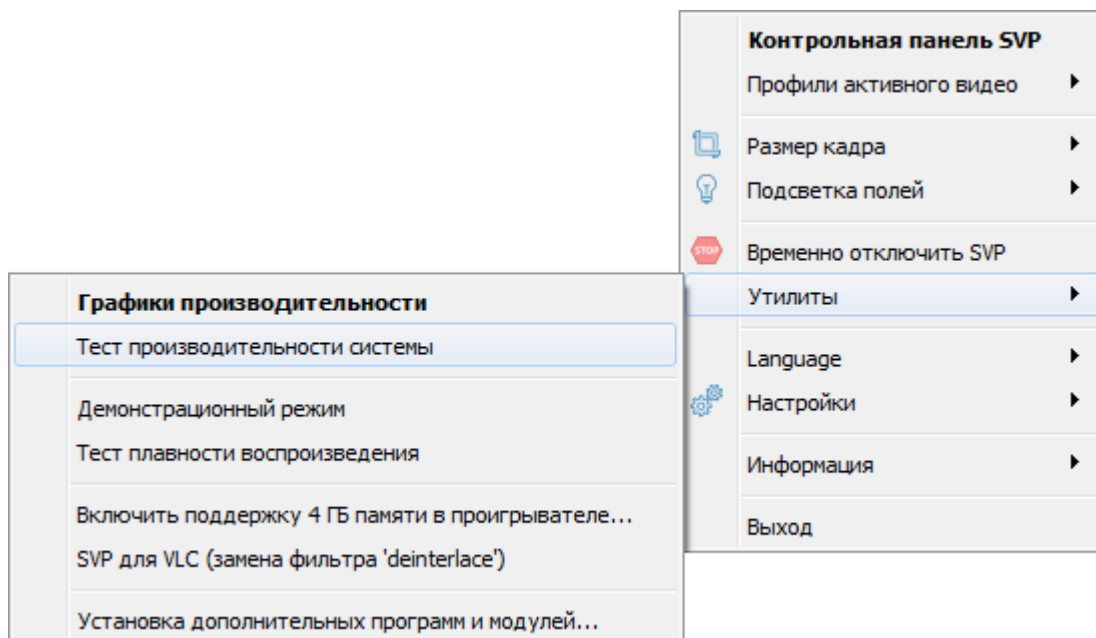 Контрольная панель SVP
Профили активного видео
Размер кадра
Подсветка полей
STOP
Временно отключить SVP
Утилиты
Language
Настройки
Информация
Выход
Графики производительности
Тест производительности системы
Демонстрационный режим
Тест плавности воспроизведения
Включить поддержку 4 ГБ памяти в проигрывателе...
SVP для VLC (замена фильтра 'deinterlace')
Установка дополнительных программ и модулей...